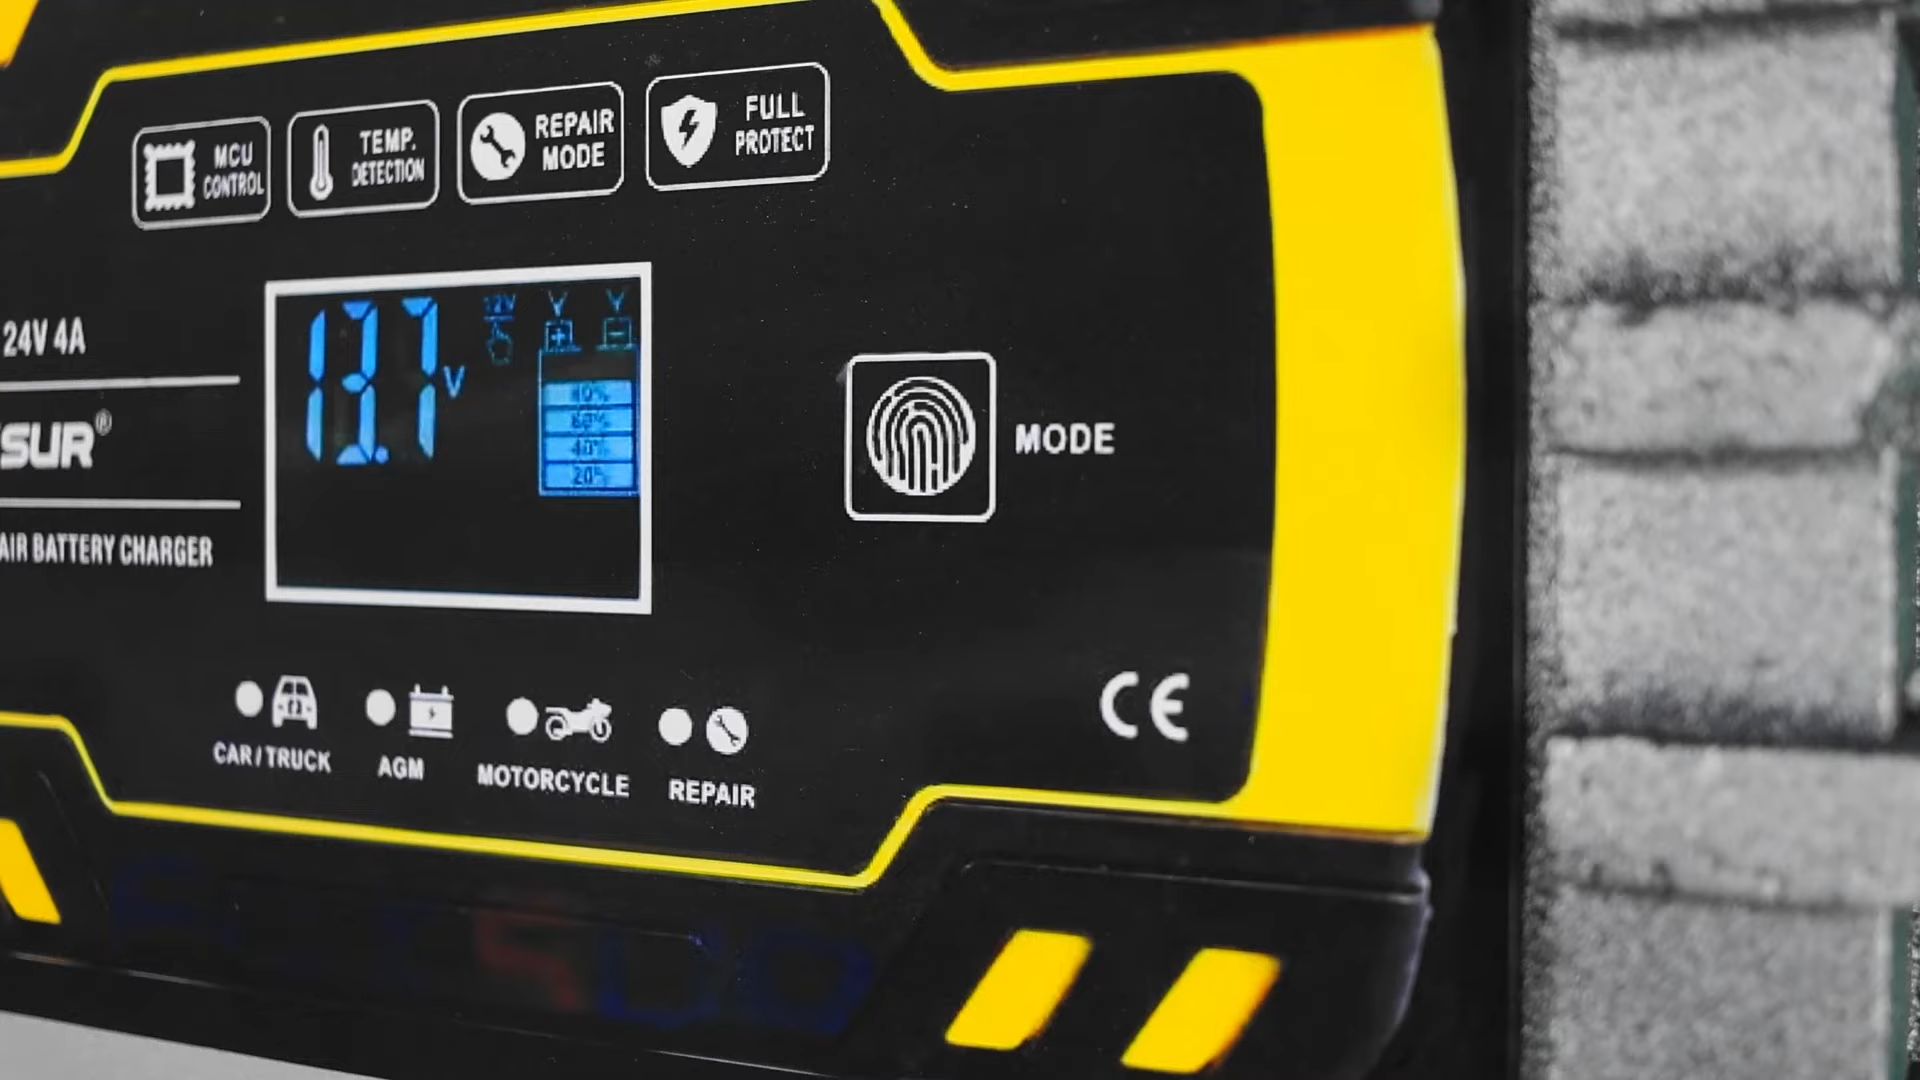 MCU
CONTROL
TEMP.
DETECTION
REPAIR
MODE
FULL
PROTECT
24V 4A
SUR®
AIR BATTERY CHARGER
13.7 V
12V
+ −
80%
60%
40%
20%
MODE
CAR / TRUCK
AGM
MOTORCYCLE
REPAIR
CE